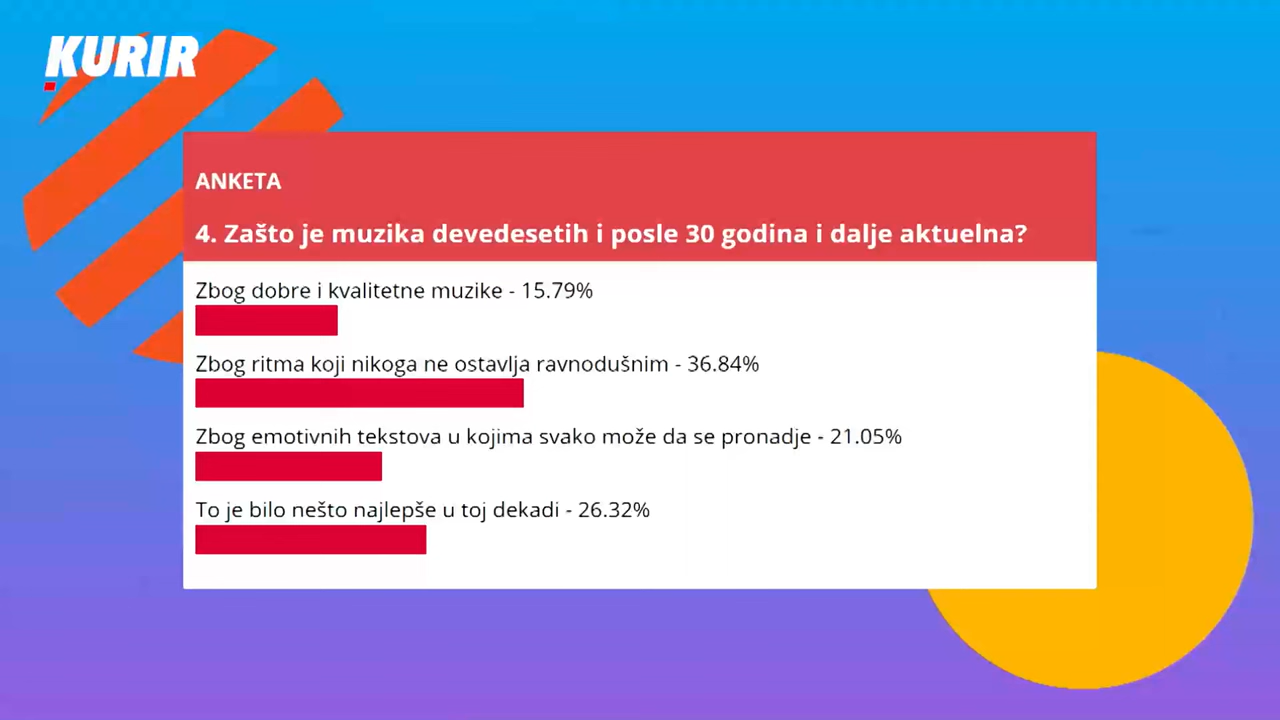 KURIR
ANKETA
4. Zašto je muzika devedesetih i posle 30 godina i dalje aktuelna?
Zbog dobre i kvalitetne muzike - 15.79%
Zbog ritma koji nikoga ne ostavlja ravnodušnim - 36.84%
Zbog emotivnih tekstova u kojima svako može da se pronadje - 21.05%
To je bilo nešto najlepše u toj dekadi - 26.32%